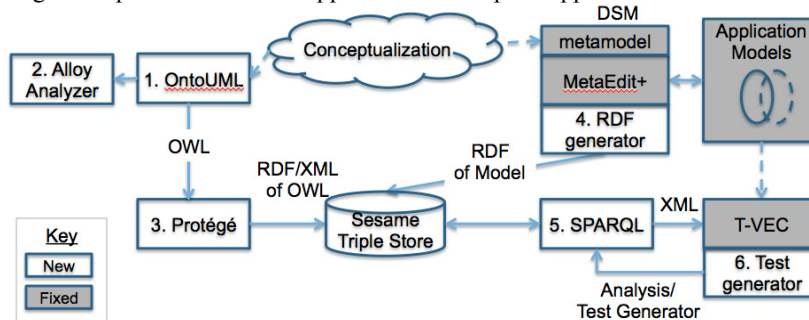 DSM
metamodel
MetaEdit+
4. RDF
generator
Application
Models
Conceptualization
2. Alloy
Analyzer
1. OntoUML
OWL
RDF/XML
of OWL
RDF
of Model
3. Protégé
Sesame
Triple Store
5. SPARQL
XML
T-VEC
6. Test
generator
Analysis/
Test Generator
Key
New
Fixed